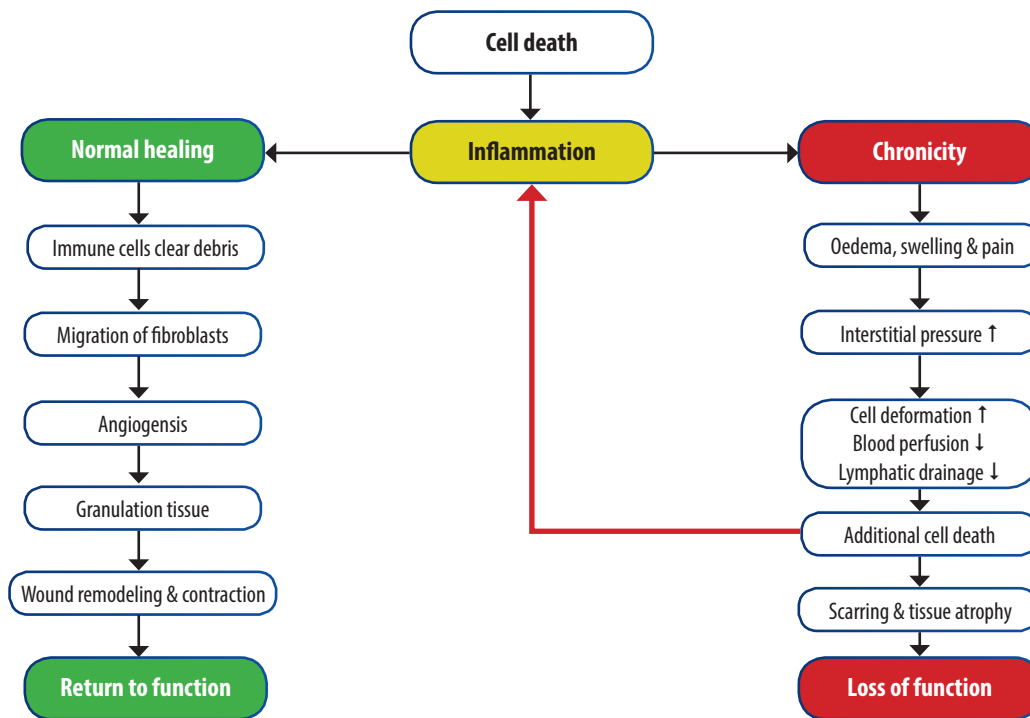 Cell death
Normal healing
Inflammation
Chronicity
Immune cells clear debris
Migration of fibroblasts
Angiogensis
Granulation tissue
Wound remodeling & contraction
Return to function
Oedema, swelling & pain
Interstitial pressure ↑
Cell deformation ↑
Blood perfusion ↓
Lymphatic drainage ↓
Additional cell death
Scarring & tissue atrophy
Loss of function